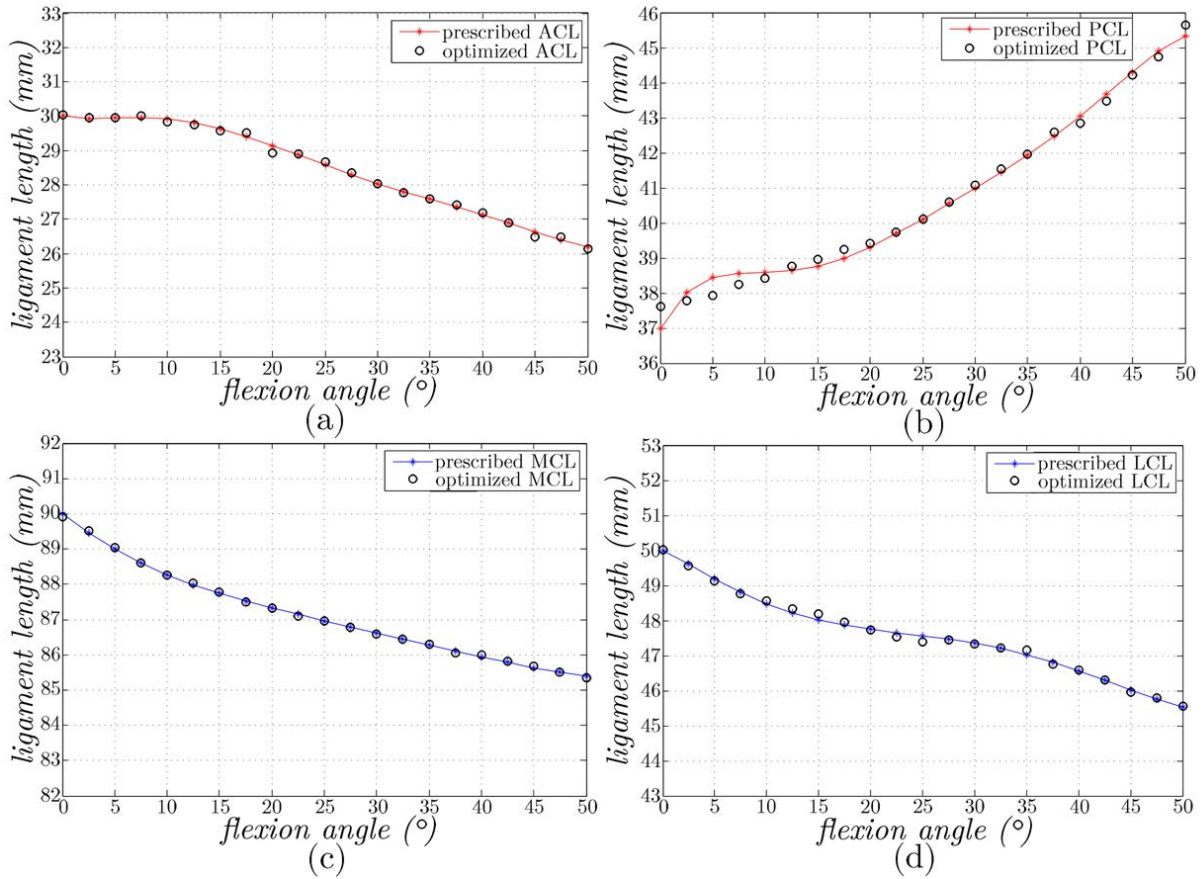 33
32
31
30
29
28
27
26
25
24
23
ligament length (mm)
prescribed ACL
optimized ACL
0 5 10 15 20 25 30 35 40 45 50
flexion angle (°)
(a)
46
45
44
43
42
41
40
39
38
37
36
ligament length (mm)
prescribed PCL
optimized PCL
0 5 10 15 20 25 30 35 40 45 50
flexion angle (°)
(b)
92
91
90
89
88
87
86
85
84
83
82
ligament length (mm)
prescribed MCL
optimized MCL
0 5 10 15 20 25 30 35 40 45 50
flexion angle (°)
(c)
53
52
51
50
49
48
47
46
45
44
43
ligament length (mm)
prescribed LCL
optimized LCL
0 5 10 15 20 25 30 35 40 45 50
flexion angle (°)
(d)